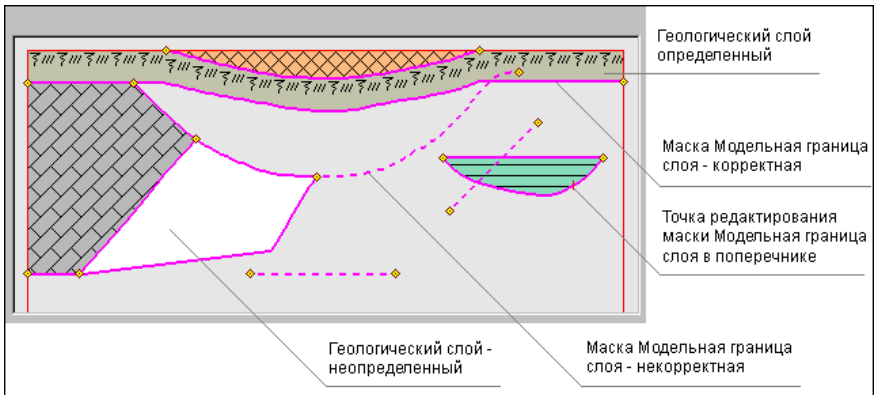 Геологический слой
определенный
Маска Модельная граница
слоя - корректная
Точка редактирования
маски Модельная граница
слоя в поперечнике
Геологический слой -
неопределенный
Маска Модельная граница
слоя - некорректная